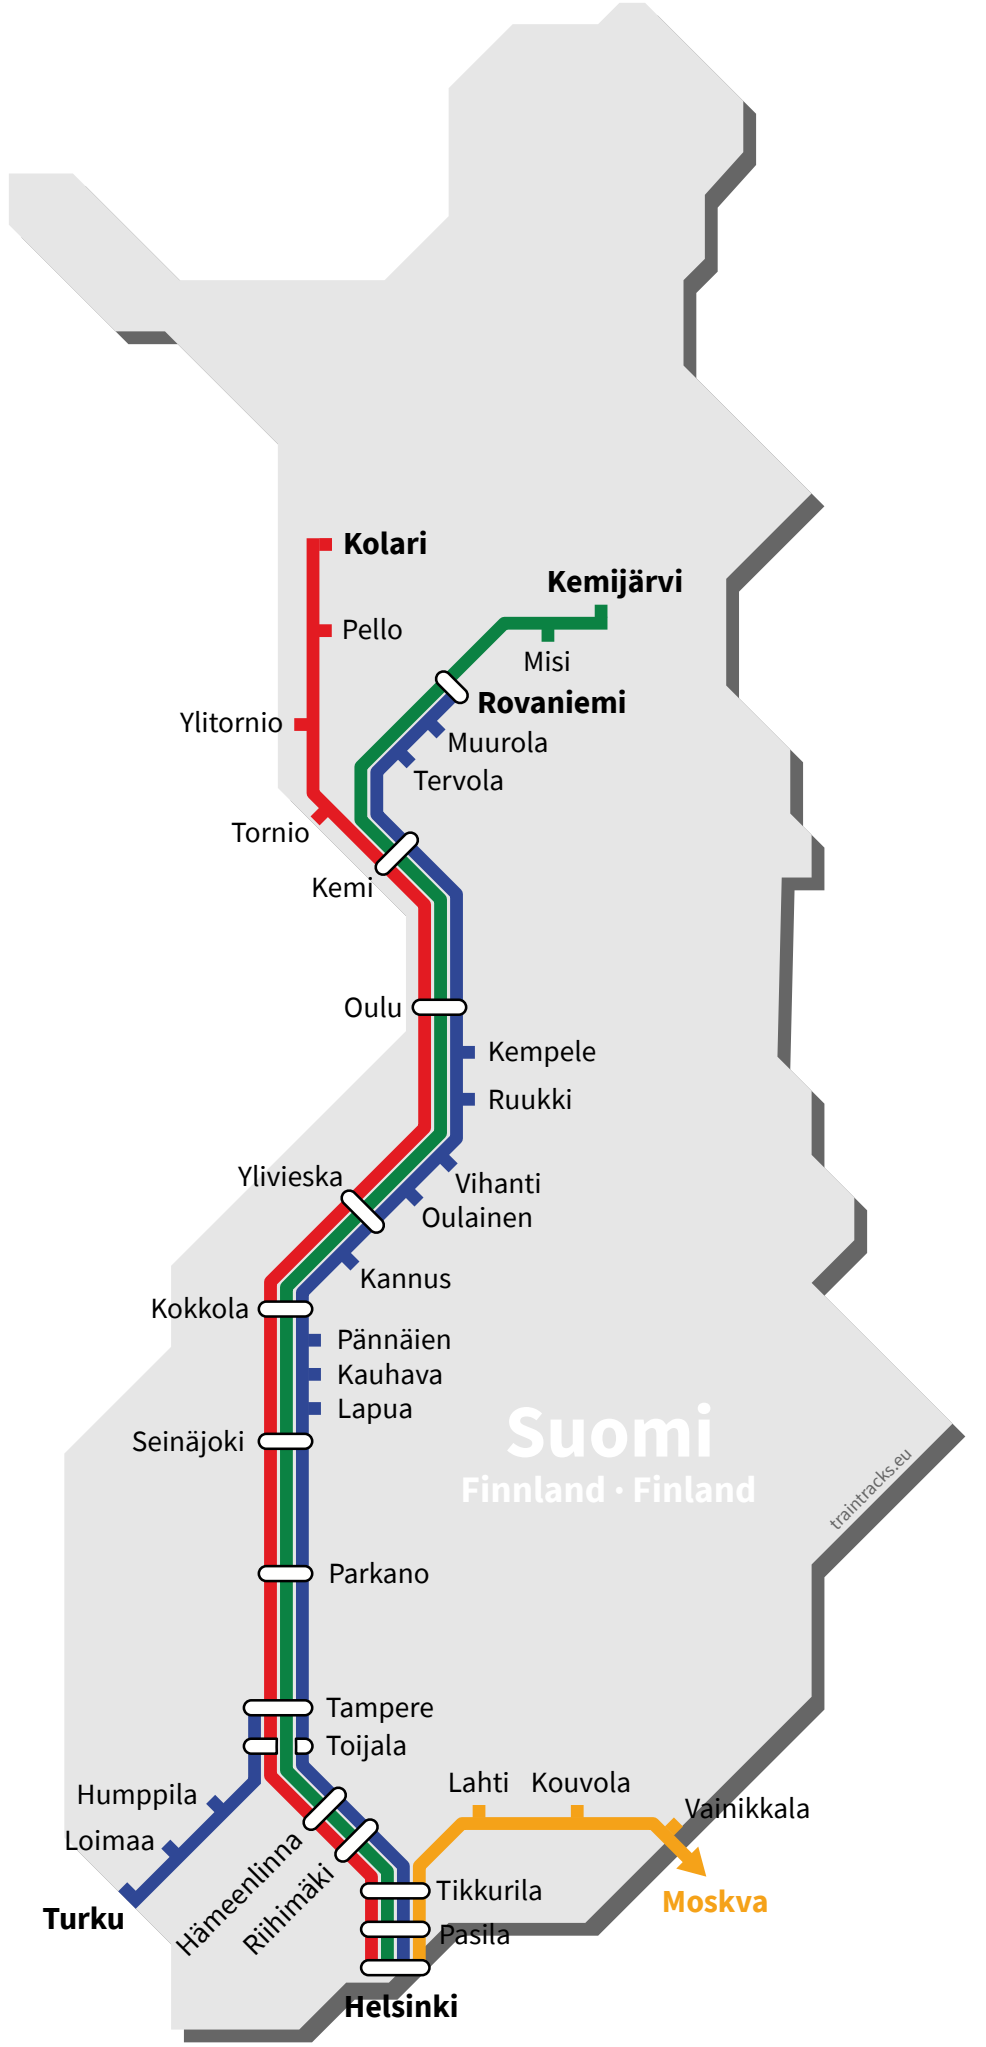 Kolari
Kemijärvi
Pello
Misi
Rovaniemi
Ylitornio
Muurola
Tervola
Tornio
Kemi
Oulu
Kempele
Ruukki
Ylivieska
Vihanti
Oulainen
Kannus
Kokkola
Pännäien
Kauhava
Lapua
Seinäjoki
Suomi
Finnland · Finland
traintracks.eu
Parkano
Tampere
Toijala
Lahti
Kouvola
Humppila
Vainikkala
Loimaa
Hämeenlinna
Riihimäki
Tikkurila
Moskva
Turku
Pasila
Helsinki